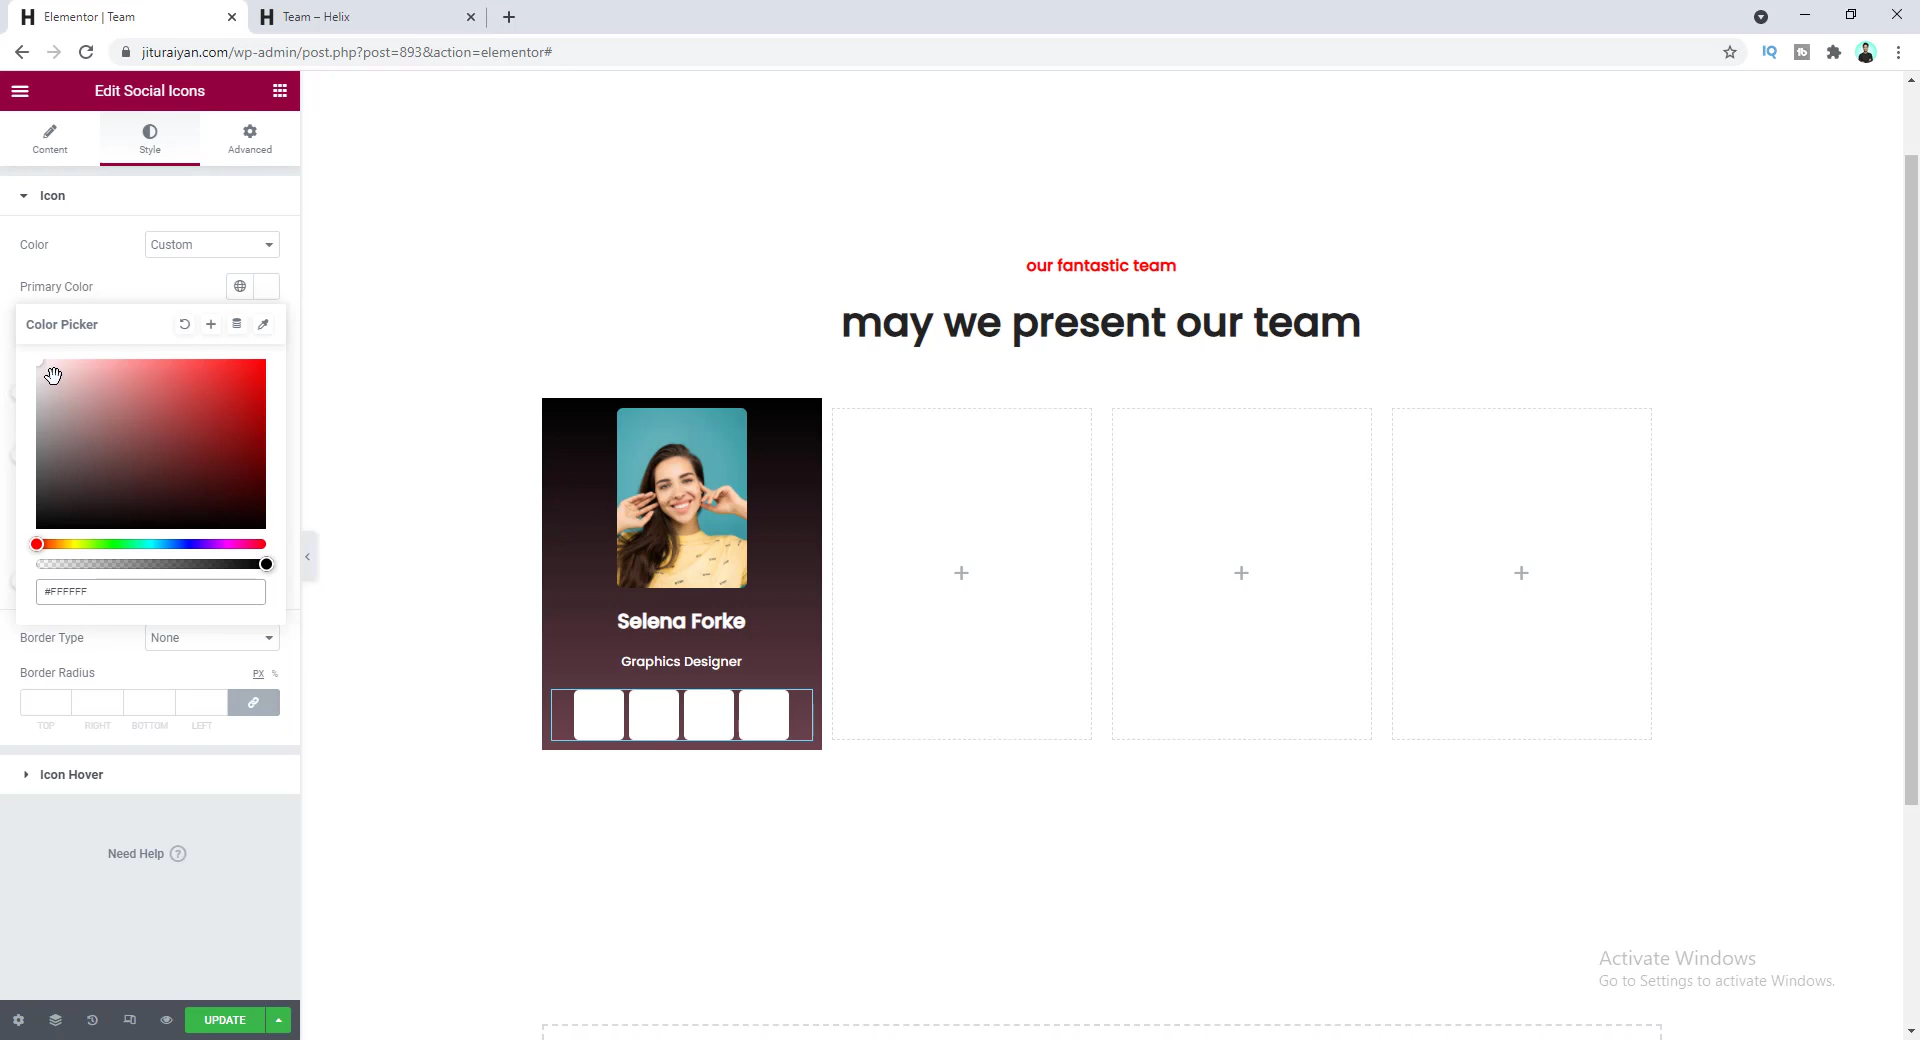 Elementor | Team
Team – Helix
jituraiyan.com/wp-admin/post.php?post=893&action=elementor#
IQ
Edit Social Icons
Content
Style
Advanced
Icon
Color
Custom
Primary Color
Color Picker
#FFFFFF
Border Type
None
Border Radius
PX %
TOP RIGHT BOTTOM LEFT
Icon Hover
Need Help ?
UPDATE
our fantastic team
may we present our team
Selena Forke
Graphics Designer
Activate Windows
Go to Settings to activate Windows.